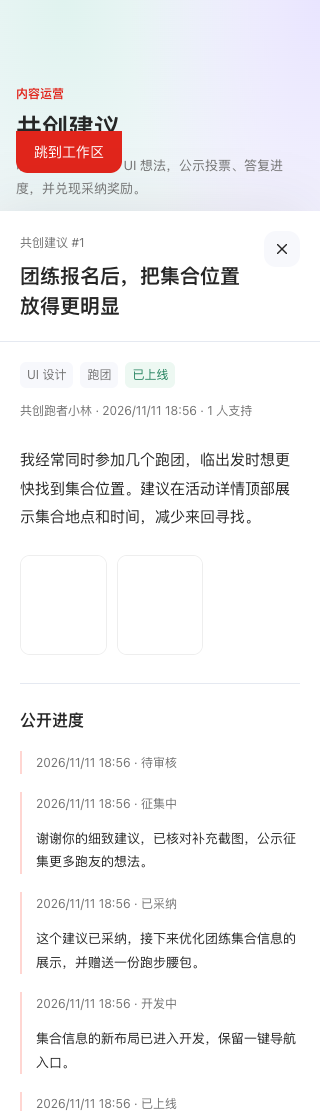 内容运营
共创建议
跳到工作区
UI 想法，公示投票、答复进
度，并兑现采纳奖励。
共创建议 #1
团练报名后，把集合位置
放得更明显
UI 设计
跑团
已上线
共创跑者小林 · 2026/11/11 18:56 · 1 人支持
我经常同时参加几个跑团，临出发时想更
快找到集合位置。建议在活动详情顶部展
示集合地点和时间，减少来回寻找。
公开进度
2026/11/11 18:56 · 待审核
2026/11/11 18:56 · 征集中
谢谢你的细致建议，已核对补充截图，公示征
集更多跑友的想法。
2026/11/11 18:56 · 已采纳
这个建议已采纳，接下来优化团练集合信息的
展示，并赠送一份跑步腰包。
2026/11/11 18:56 · 开发中
集合信息的新布局已进入开发，保留一键导航
入口。
2026/11/11 18:56 · 已上线